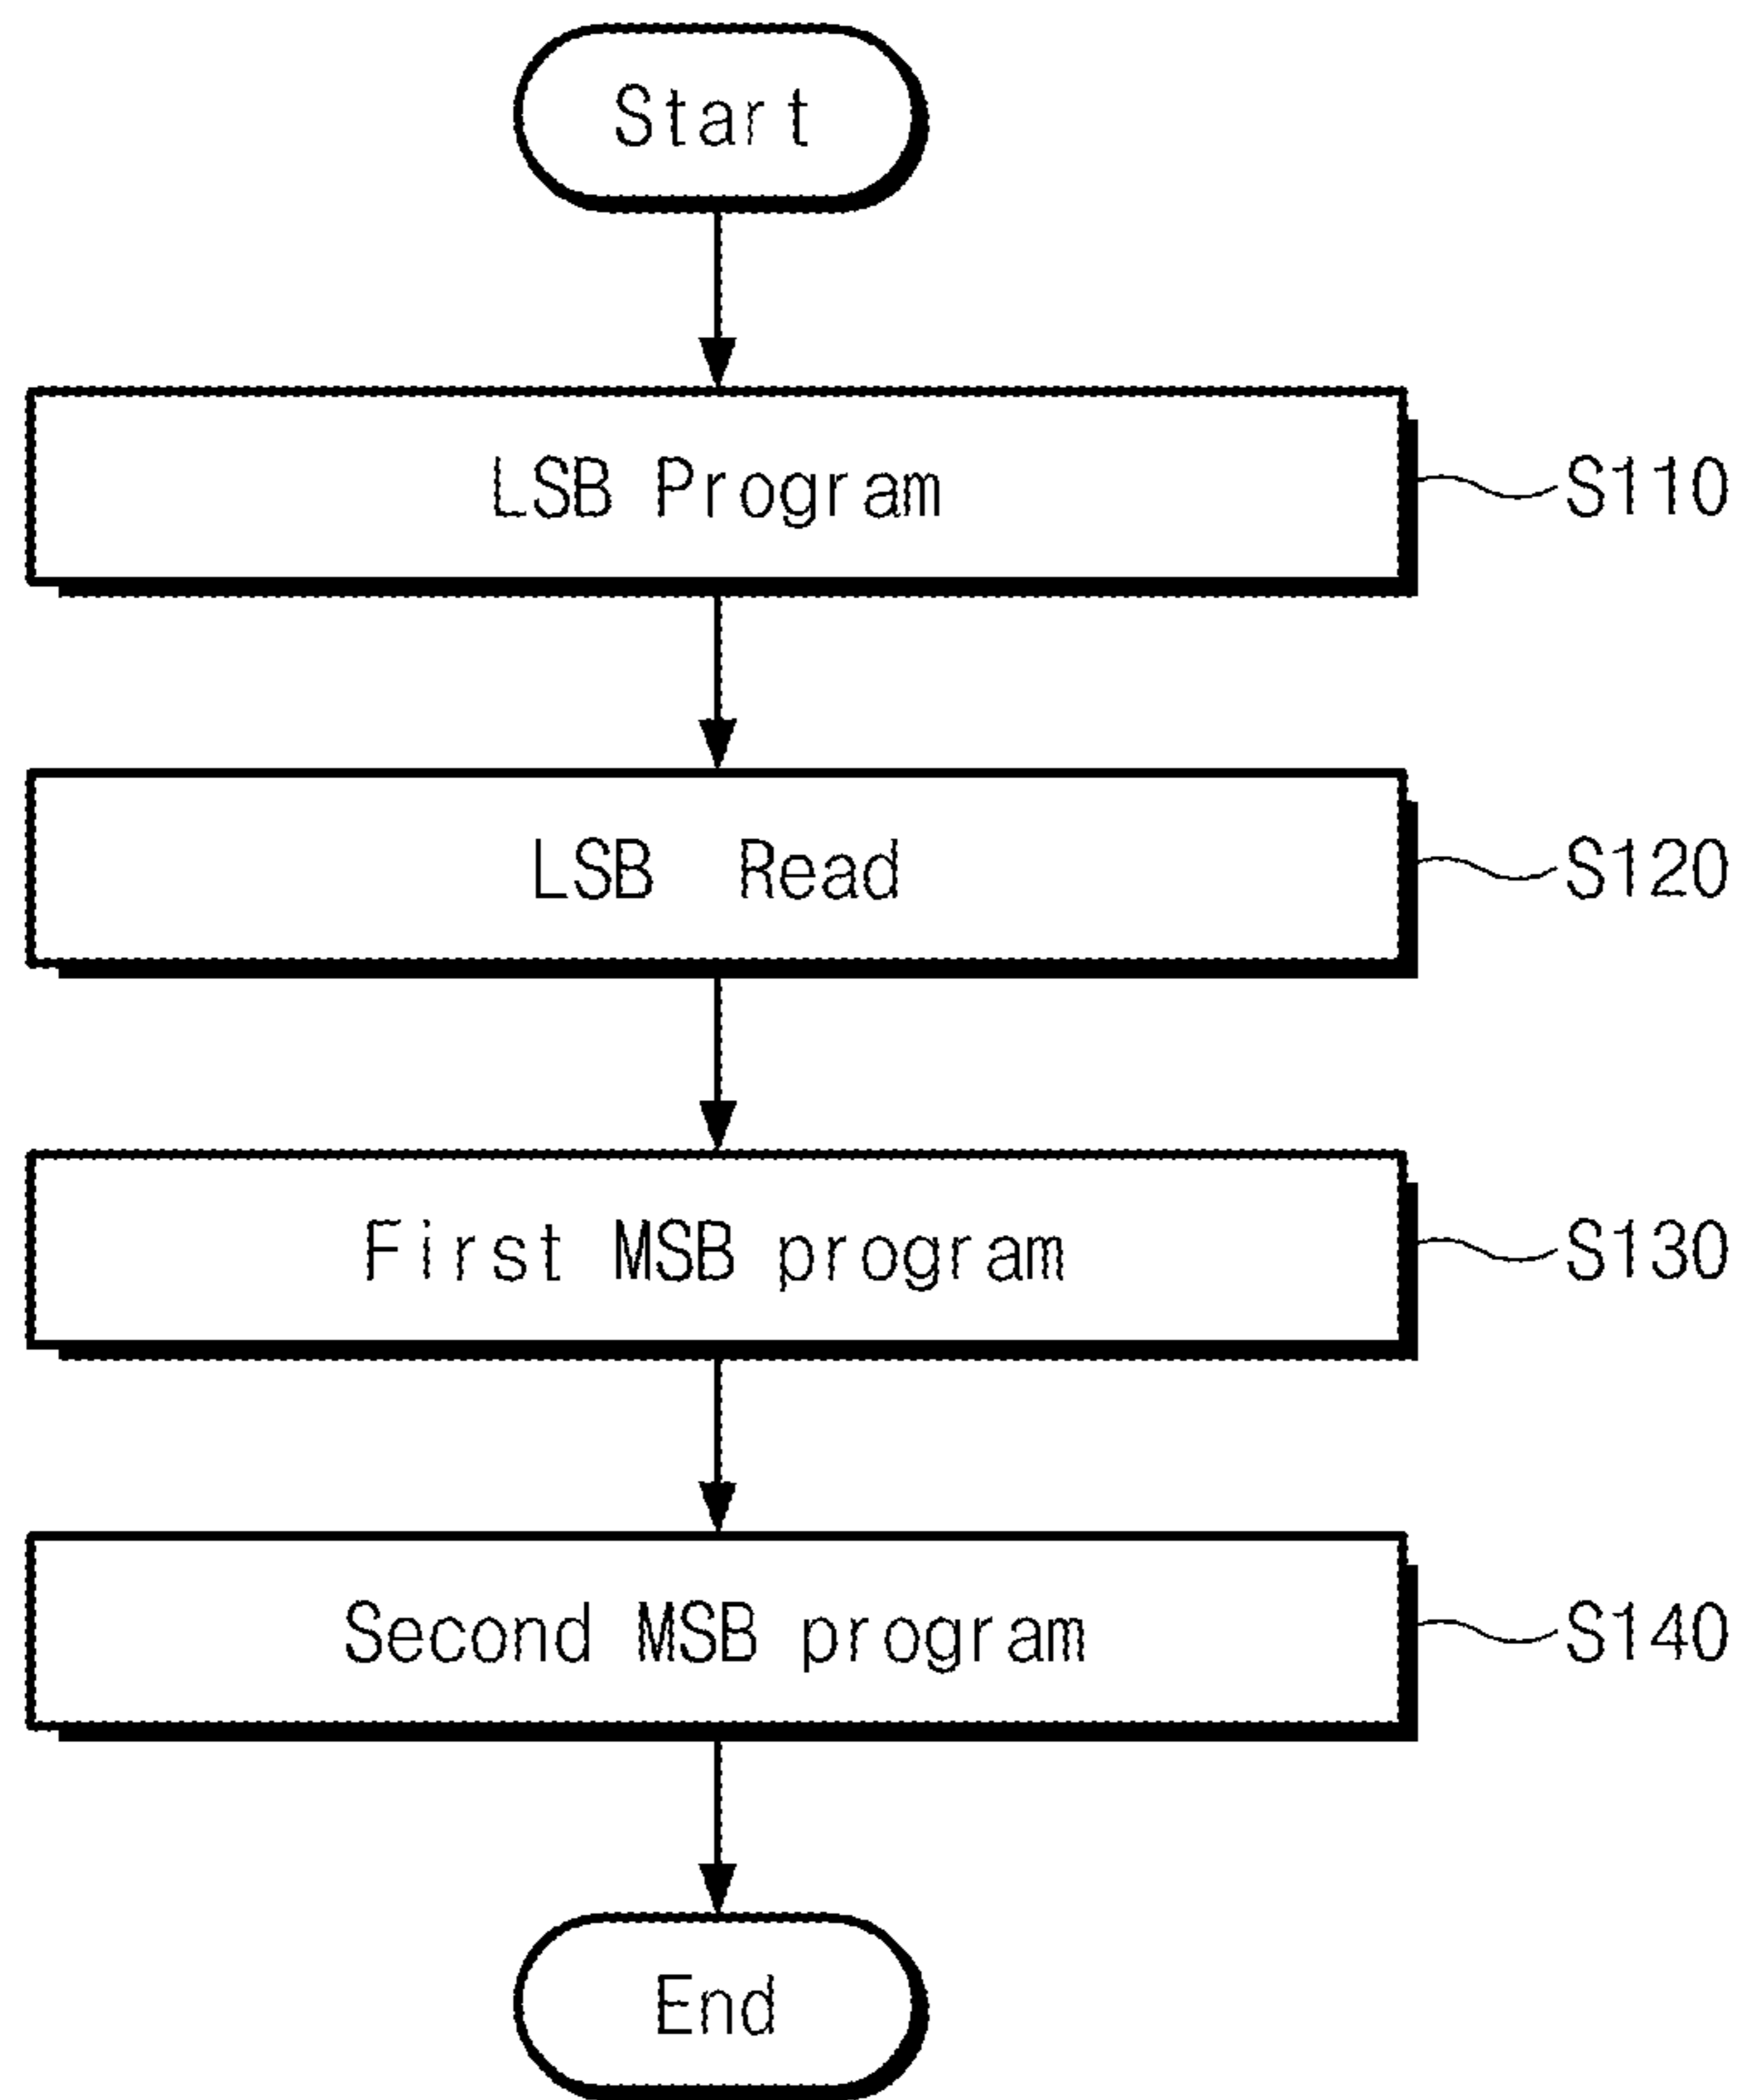 Start
LSB Program
S110
LSB Read
S120
First MSB program
S130
Second MSB program
S140
End